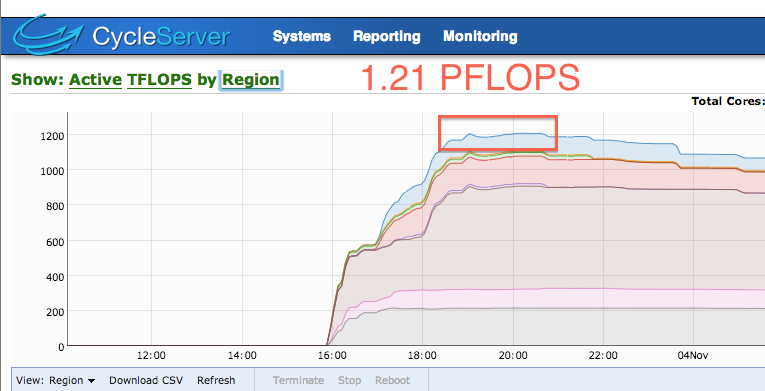 CycleServer Systems Reporting Monitoring
Show: Active TFLOPS by Region 1.21 PFLOPS
Total Cores:
1200
1000
800
600
400
200
0
12:00 14:00 16:00 18:00 20:00 22:00 04Nov
View: Region Download CSV Refresh Terminate Stop Reboot